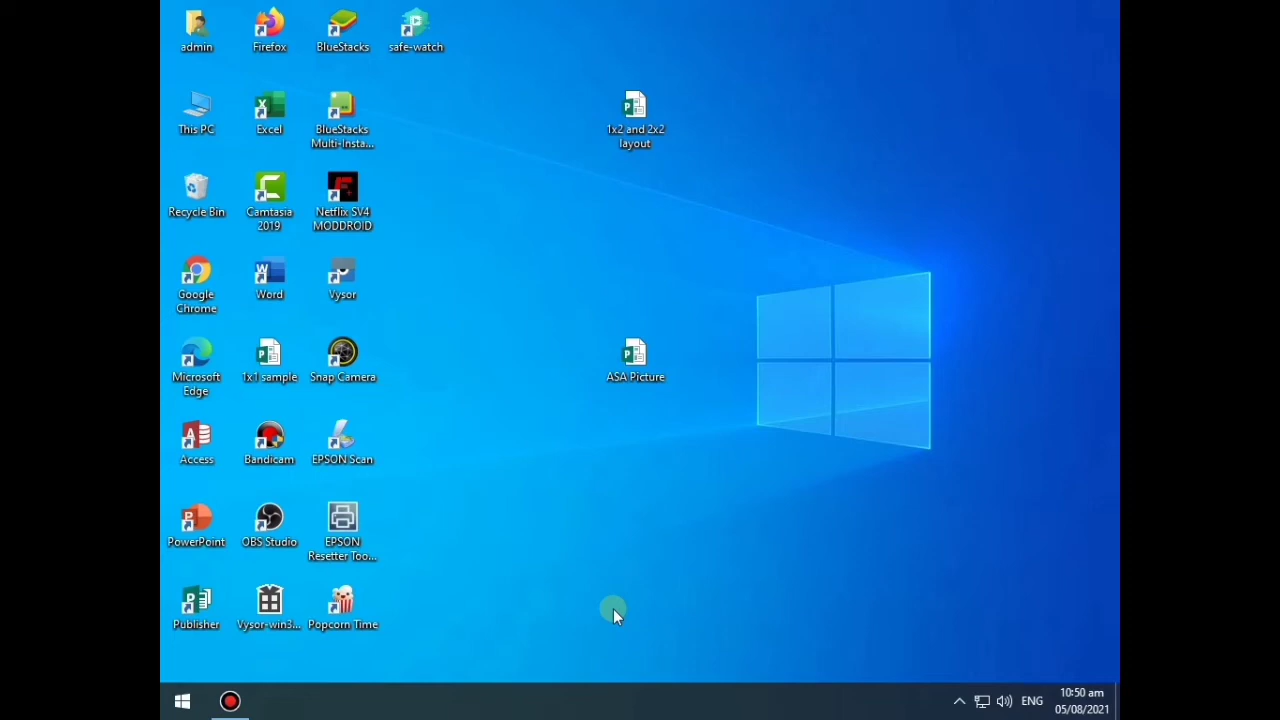 admin
Firefox
BlueStacks
safe-watch
This PC
Excel
BlueStacks
Multi-Insta...
1x2 and 2x2
layout
Recycle Bin
Camtasia
2019
Netflix SV4
MODDROID
Google
Chrome
Word
Vysor
Microsoft
Edge
1x1 sample
Snap Camera
ASA Picture
Access
Bandicam
EPSON Scan
PowerPoint
OBS Studio
EPSON
Resetter Too...
Publisher
Vysor-win3...
Popcorn Time
ENG
10:50 am
05/08/2021